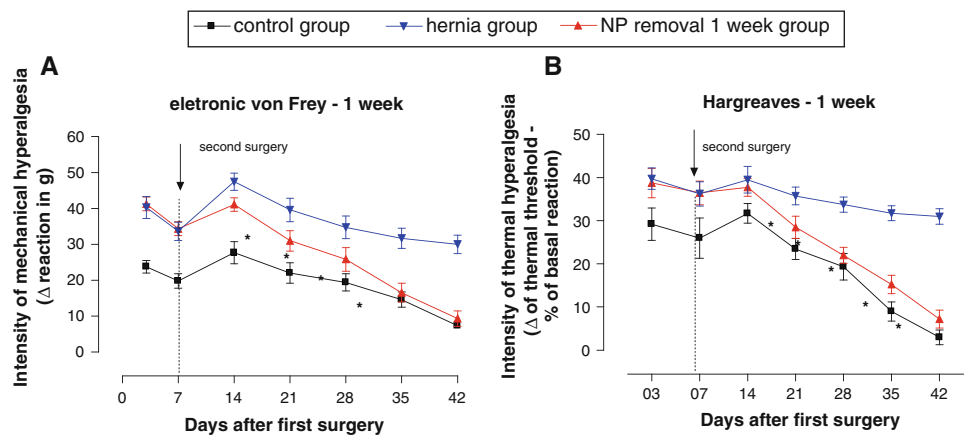 control group hernia group NP removal 1 week group
A
eletronic von Frey - 1 week
Intensity of mechanical hyperalgesia
(Δ reaction in g)
60
50
40
30
20
10
0
second surgery
*
*
*
*
0 7 14 21 28 35 42
Days after first surgery
B
Hargreaves - 1 week
Intensity of thermal hyperalgesia
(Δ of thermal threshold -
% of basal reaction)
50
40
30
20
10
0
second surgery
*
*
*
*
*
03 07 14 21 28 35 42
Days after first surgery